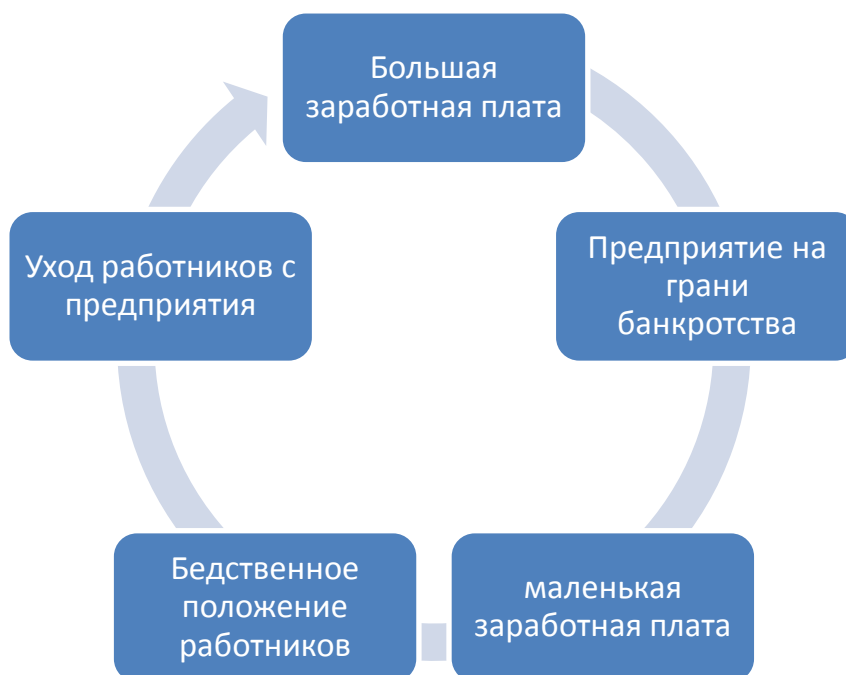 Большая
заработная плата
Предприятие на
грани
банкротства
маленькая
заработная плата
Бедственное
положение
работников
Уход работников с
предприятия